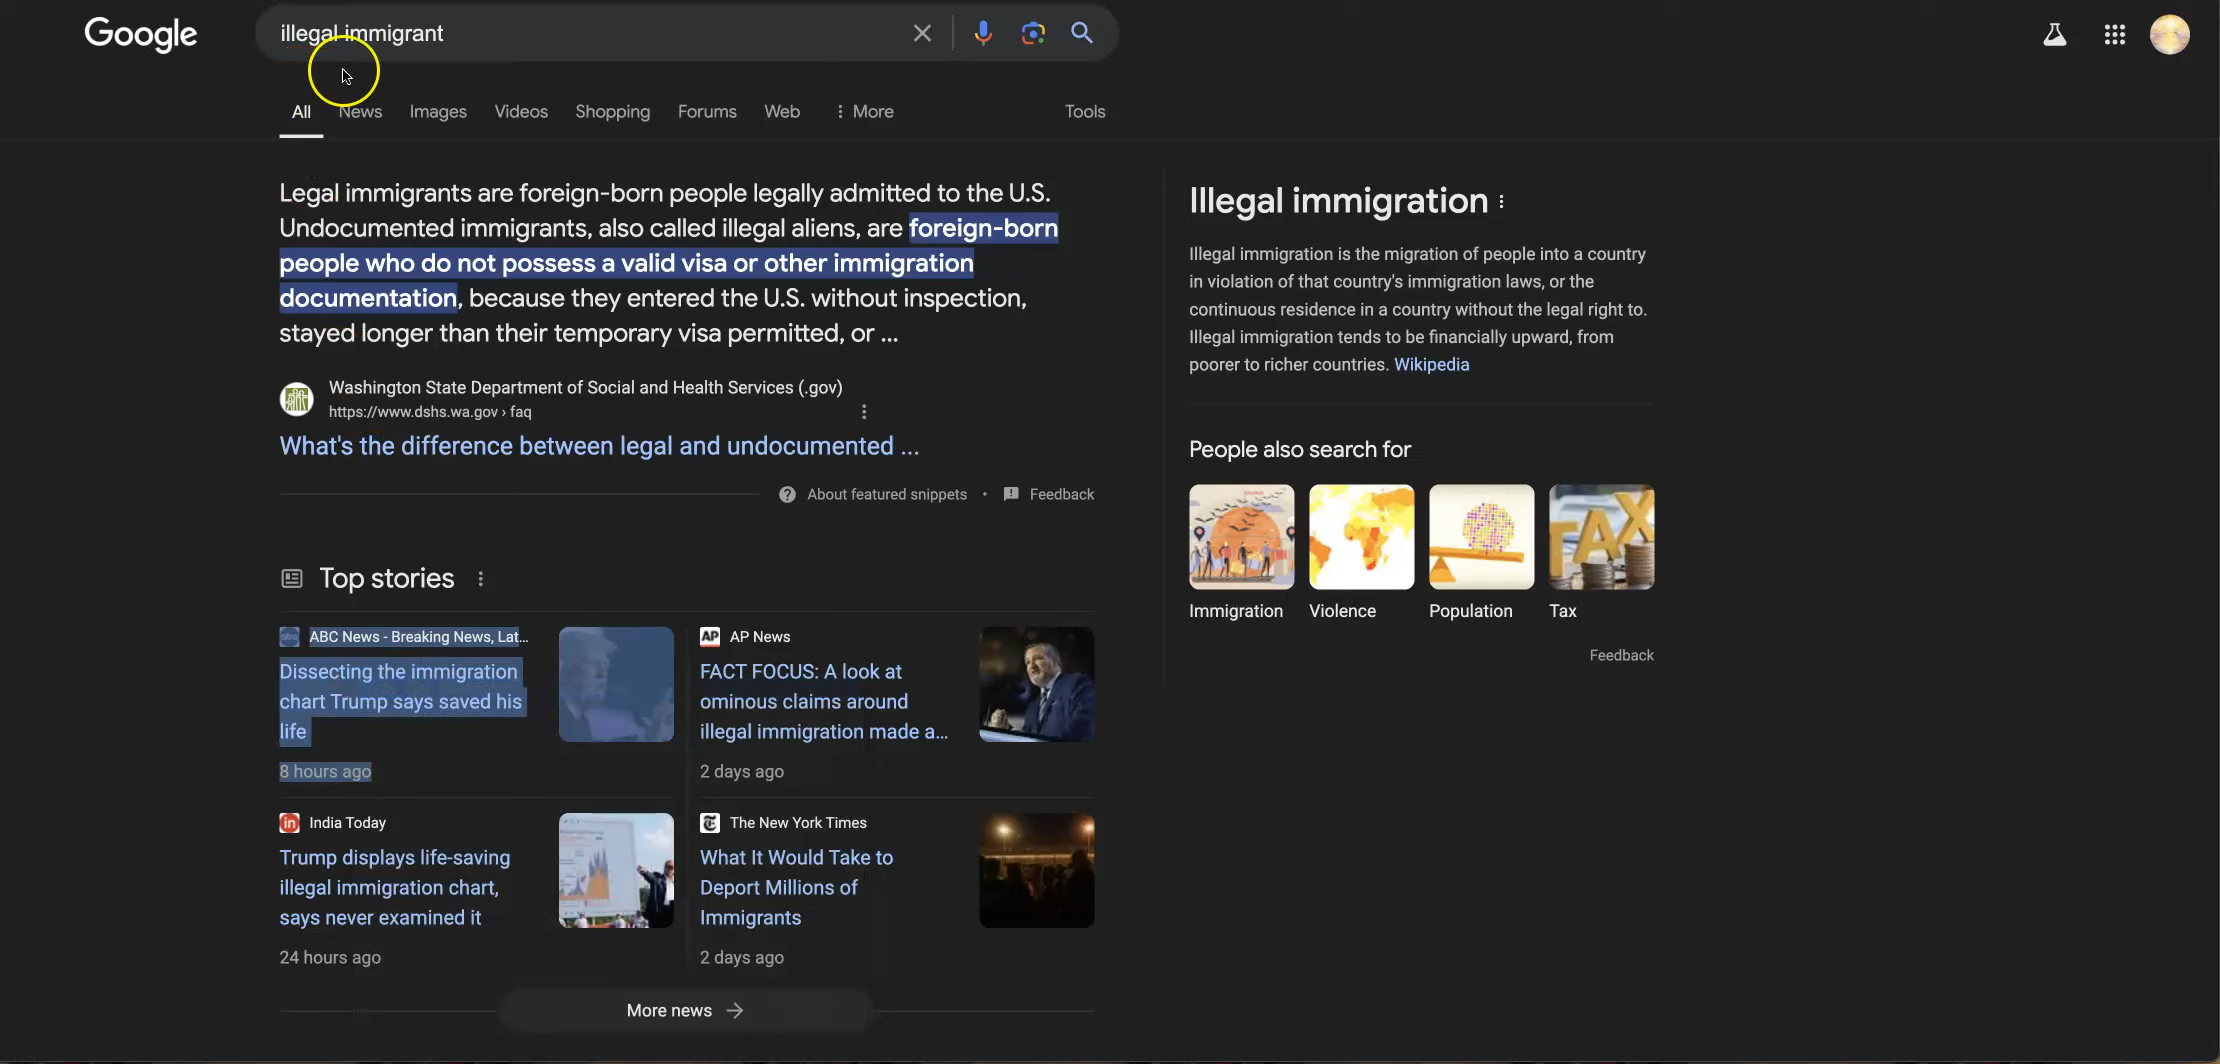 Google
illegal immigrant
All News Images Videos Shopping Forums Web More Tools
Legal immigrants are foreign-born people legally admitted to the U.S.
Undocumented immigrants, also called illegal aliens, are foreign-born
people who do not possess a valid visa or other immigration
documentation, because they entered the U.S. without inspection,
stayed longer than their temporary visa permitted, or ...
Washington State Department of Social and Health Services (.gov)
https://www.dshs.wa.gov › faq
What's the difference between legal and undocumented ...
About featured snippets • Feedback
Top stories
ABC News - Breaking News, Lat...
Dissecting the immigration
chart Trump says saved his
life
8 hours ago
AP AP News
FACT FOCUS: A look at
ominous claims around
illegal immigration made a...
2 days ago
in India Today
Trump displays life-saving
illegal immigration chart,
says never examined it
24 hours ago
The New York Times
What It Would Take to
Deport Millions of
Immigrants
2 days ago
More news
Illegal immigration
Illegal immigration is the migration of people into a country
in violation of that country's immigration laws, or the
continuous residence in a country without the legal right to.
Illegal immigration tends to be financially upward, from
poorer to richer countries. Wikipedia
People also search for
TAX
Immigration Violence Population Tax
Feedback